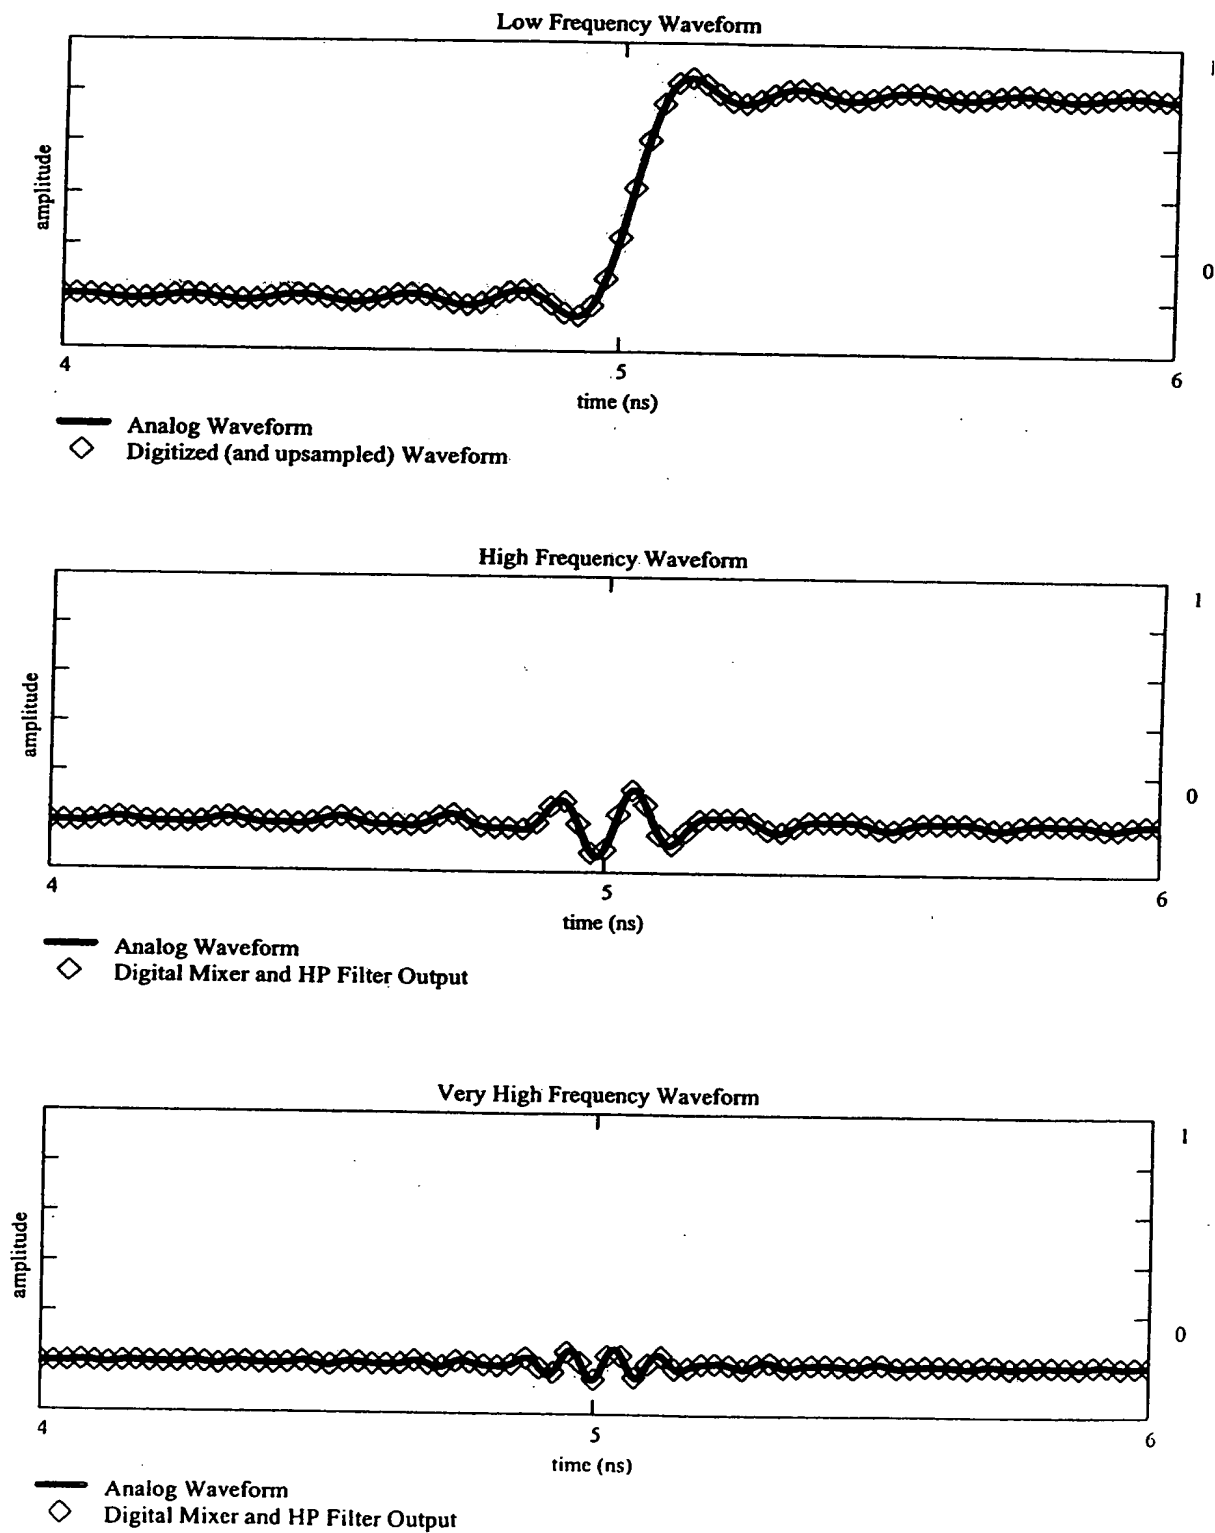 Low Frequency Waveform
1
amplitude
0
4
5
6
time (ns)
Analog Waveform
Digitized (and upsampled) Waveform
High Frequency Waveform
1
amplitude
0
4
5
6
time (ns)
Analog Waveform
Digital Mixer and HP Filter Output
Very High Frequency Waveform
1
amplitude
0
4
5
6
time (ns)
Analog Waveform
Digital Mixer and HP Filter Output